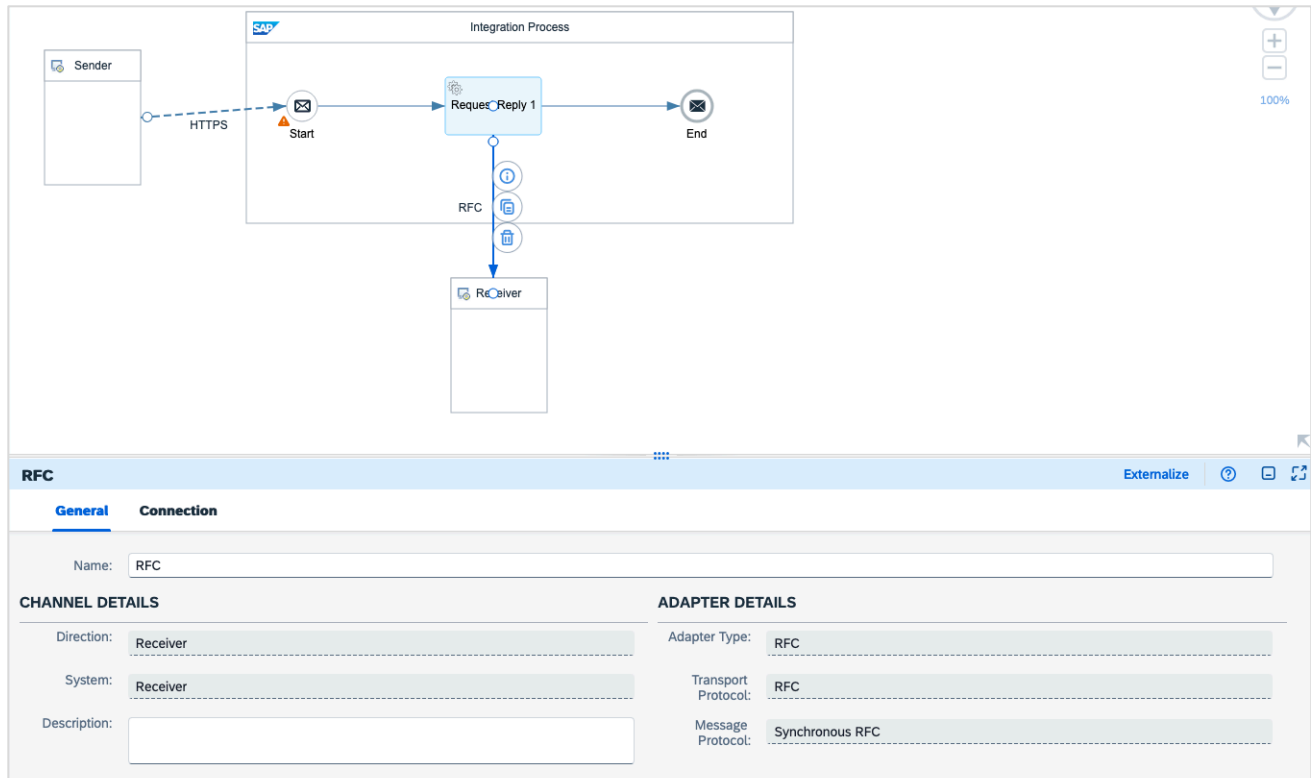 SAP Integration Process
Sender
HTTPS
Start
Request Reply 1
End
100%
RFC
Receiver
RFC
Externalize
General Connection
Name: RFC
CHANNEL DETAILS
Direction: Receiver
System: Receiver
Description:
ADAPTER DETAILS
Adapter Type: RFC
Transport
Protocol: RFC
Message
Protocol: Synchronous RFC